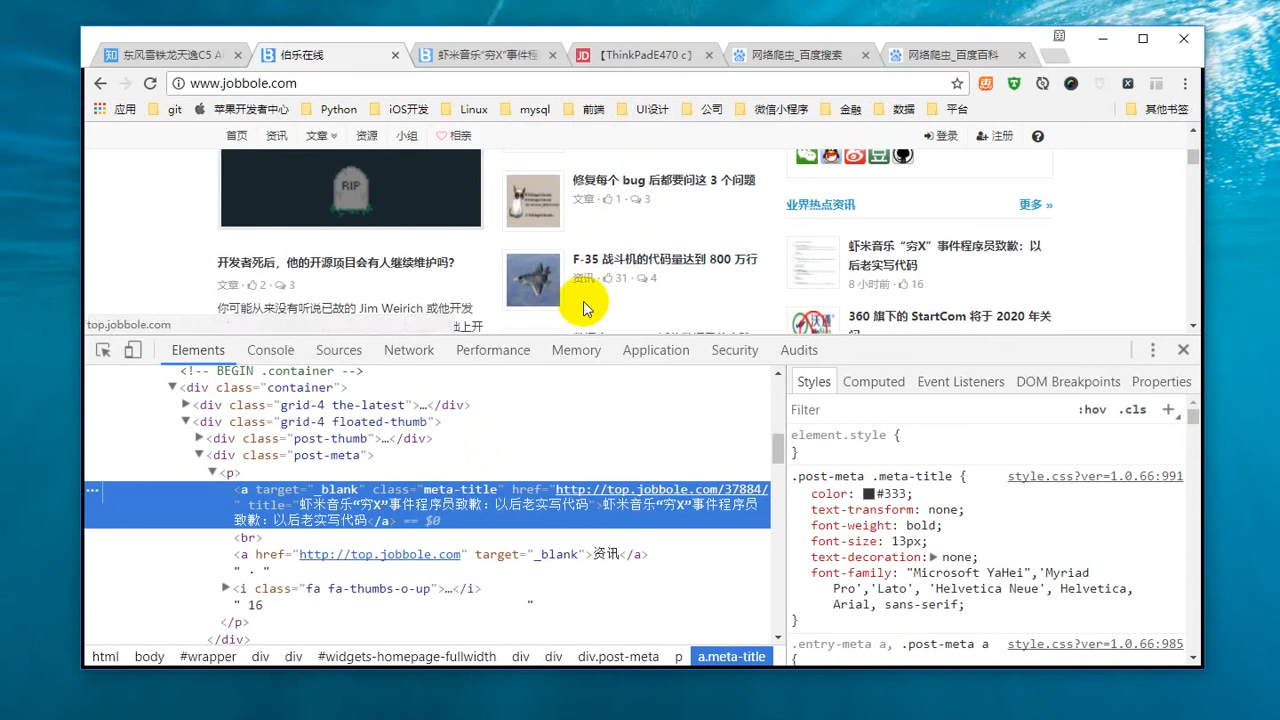 东风雪铁龙天逸C5 A
伯乐在线
虾米音乐“穷X”事件程
【ThinkPadE470 c】
网络爬虫_百度搜索
网络爬虫_百度百科
www.jobbole.com
应用
git
苹果开发者中心
Python
iOS开发
Linux
mysql
前端
UI设计
公司
微信小程序
金融
数据
平台
其他书签
首页
资讯
文章
资源
小组
相亲
登录
注册
RIP
修复每个 bug 后都要问这 3 个问题
文章 · 1 · 3
业界热点资讯
更多 »
开发者死后，他的开源项目会有人继续维护吗？
文章 · 2 · 3
你可能从来没有听说已故的 Jim Weirich 或他开发
F-35 战斗机的代码量达到 800 万行
资讯 · 31 · 4
虾米音乐“穷X”事件程序员致歉：以
后老实写代码
8 小时前 · 16
360 旗下的 StartCom 将于 2020 年关
top.jobbole.com
Elements
Console
Sources
Network
Performance
Memory
Application
Security
Audits
<!-- BEGIN .container -->
<div class="container">
<div class="grid-4 the-latest">…</div>
<div class="grid-4 floated-thumb">
<div class="post-thumb">…</div>
<div class="post-meta">
<p>
<a target="_blank" class="meta-title" href="http://top.jobbole.com/37884/
" title="虾米音乐“穷X”事件程序员致歉：以后老实写代码">虾米音乐“穷X”事件程序员
致歉：以后老实写代码</a> == $0
<br>
<a href="http://top.jobbole.com" target="_blank">资讯</a>
" · "
<i class="fa fa-thumbs-o-up">…</i>
" 16 "
</p>
</div>
html body #wrapper div div #widgets-homepage-fullwidth div div div.post-meta p a.meta-title
Styles
Computed
Event Listeners
DOM Breakpoints
Properties
Filter
:hov .cls +
element.style {
}
.post-meta .meta-title { style.css?ver=1.0.66:991
color: #333;
text-transform: none;
font-weight: bold;
font-size: 13px;
text-decoration: none;
font-family: "Microsoft YaHei",'Myriad
Pro','Lato', 'Helvetica Neue', Helvetica,
Arial, sans-serif;
}
.entry-meta a, .post-meta a style.css?ver=1.0.66:985
{